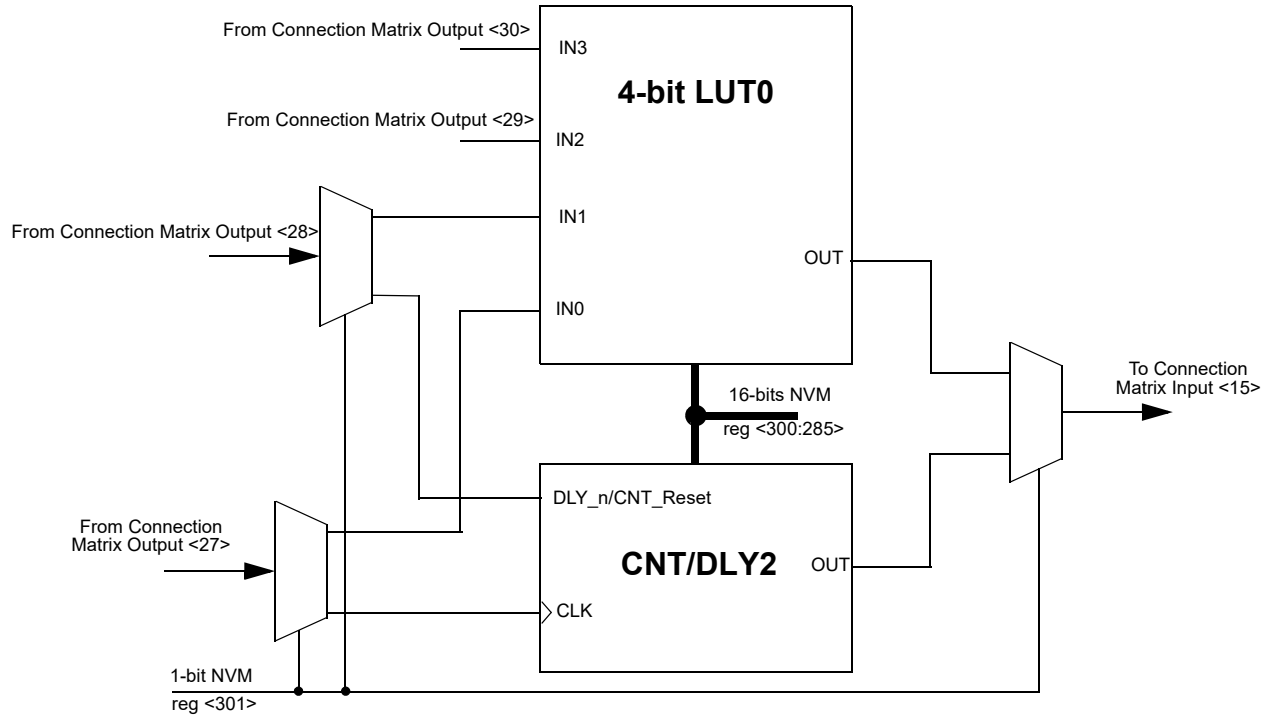 From Connection Matrix Output <30>
IN3
4-bit LUT0
From Connection Matrix Output <29>
IN2
IN1
From Connection Matrix Output <28>
OUT
IN0
To Connection
Matrix Input <15>
16-bits NVM
reg <300:285>
DLY_n/CNT_Reset
From Connection
Matrix Output <27>
CNT/DLY2
OUT
CLK
1-bit NVM
reg <301>